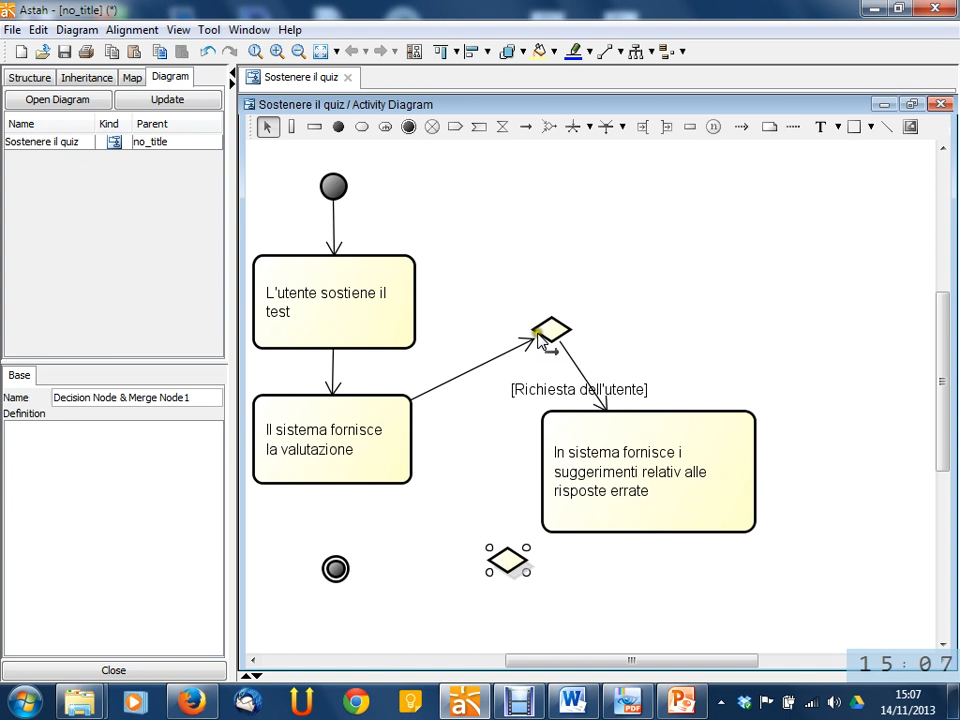 Astah - [no_title] (*)
File Edit Diagram Alignment View Tool Window Help
Structure Inheritance Map Diagram
Sostenere il quiz
Open Diagram Update
Sostenere il quiz / Activity Diagram
Name Kind Parent
Sostenere il quiz no_title
L'utente sostiene il
test
[Richiesta dell'utente]
Il sistema fornisce
la valutazione
In sistema fornisce i
suggerimenti relativ alle
risposte errate
Base
Name Decision Node & Merge Node1
Definition
Close
15:07
15:07
14/11/2013